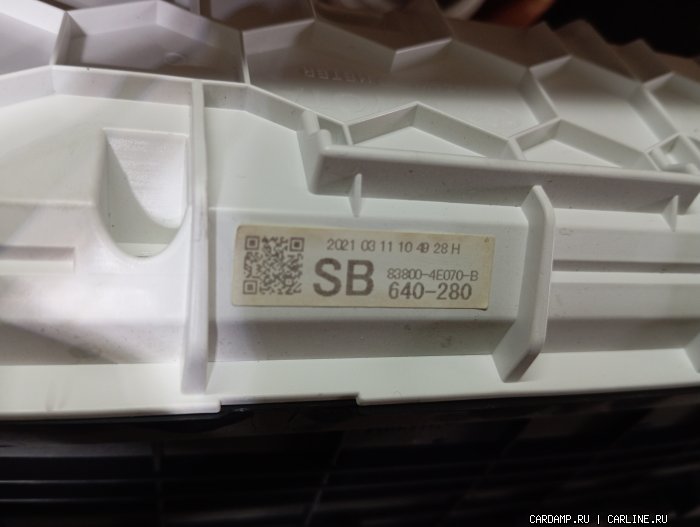 2021 03 11 10 49 28 H
SB
83800-4E070-B
640-280
CARDAMP.RU | CARLINE.RU